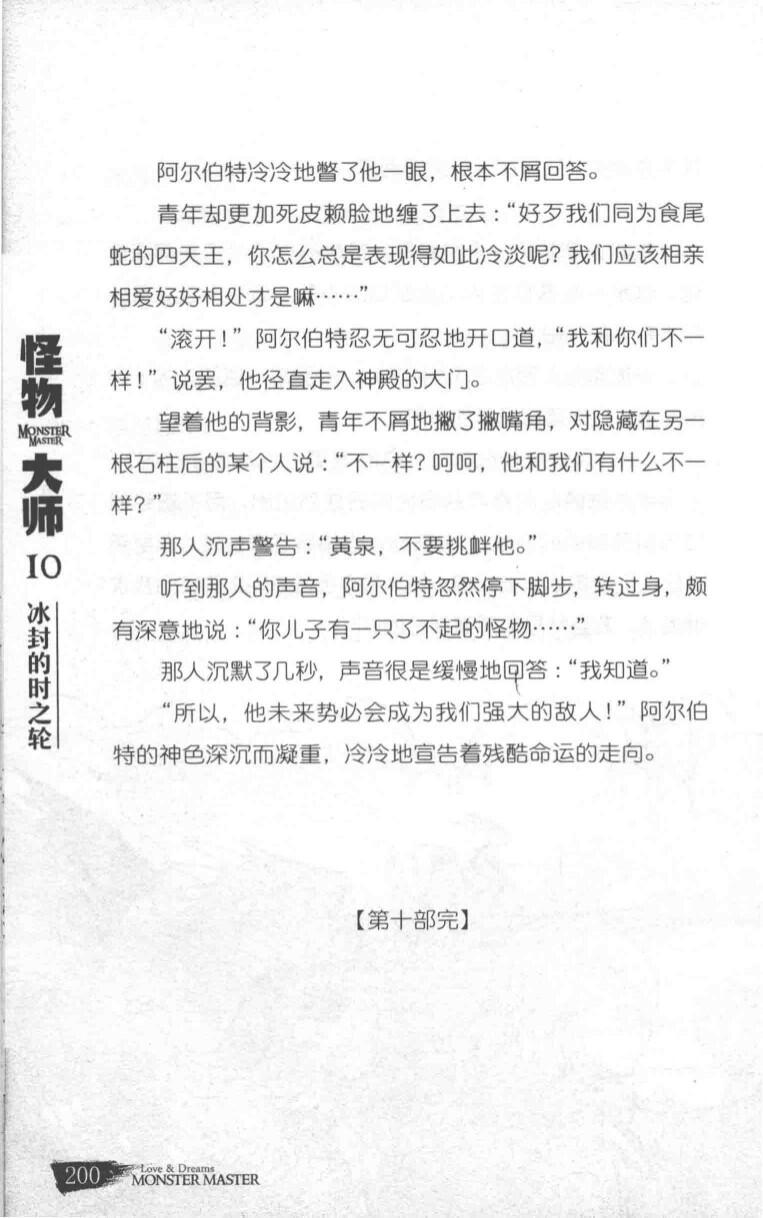 阿尔伯特冷冷地瞥了他一眼，根本不屑回答。
青年却更加死皮赖脸地缠了上去：“好歹我们同为食尾
蛇的四天王，你怎么总是表现得如此冷淡呢？我们应该相亲
相爱好好相处才是嘛……”
“滚开！”阿尔伯特忍无可忍地开口道，“我和你们不一
样！”说罢，他径直走入神殿的大门。
望着他的背影，青年不屑地撇了撇嘴角，对隐藏在另一
根石柱后的某个人说：“不一样？呵呵，他和我们有什么不一
样？”
那人沉声警告：“黄泉，不要挑衅他。”
听到那人的声音，阿尔伯特忽然停下脚步，转过身，颇
有深意地说：“你儿子有一只了不起的怪物……”
那人沉默了几秒，声音很是缓慢地回答：“我知道。”
“所以，他未来势必会成为我们强大的敌人！”阿尔伯
特的神色深沉而凝重，冷冷地宣告着残酷命运的走向。
【第十部完】
怪物
MONSTER
MASTER
大师
10
冰封的时之轮
200
Love & Dreams
MONSTER MASTER